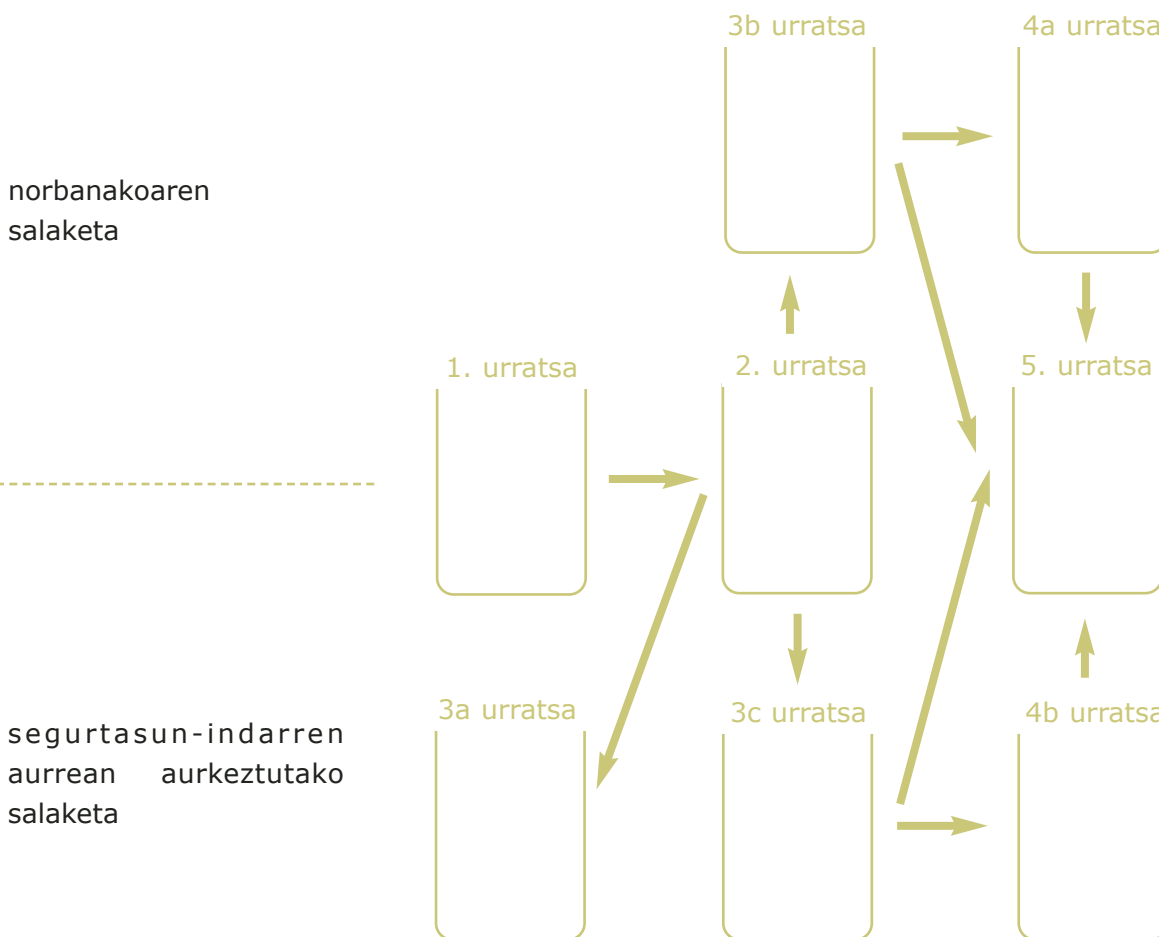 3b urratsa
4a urratsa
norbanakoaren
salaketa
1. urratsa
2. urratsa
5. urratsa
3a urratsa
3c urratsa
4b urratsa
segurtasun-indarren
aurrean aurkeztutako
salaketa